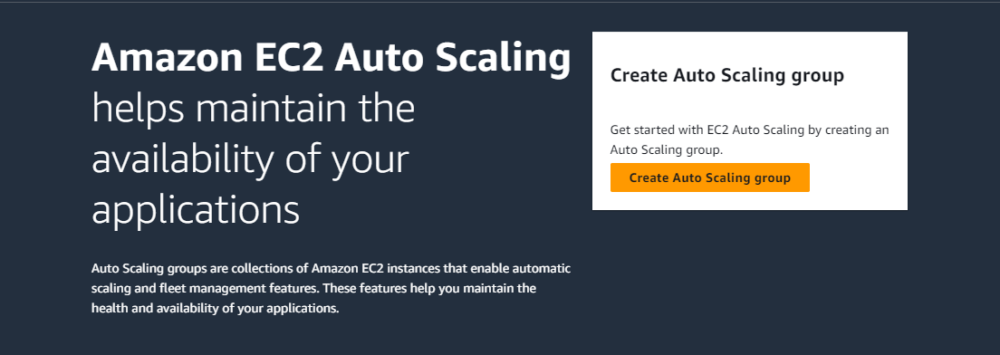 Amazon EC2 Auto Scaling
helps maintain the
availability of your
applications
Auto Scaling groups are collections of Amazon EC2 instances that enable automatic
scaling and fleet management features. These features help you maintain the
health and availability of your applications.
Create Auto Scaling group
Get started with EC2 Auto Scaling by creating an
Auto Scaling group.
Create Auto Scaling group